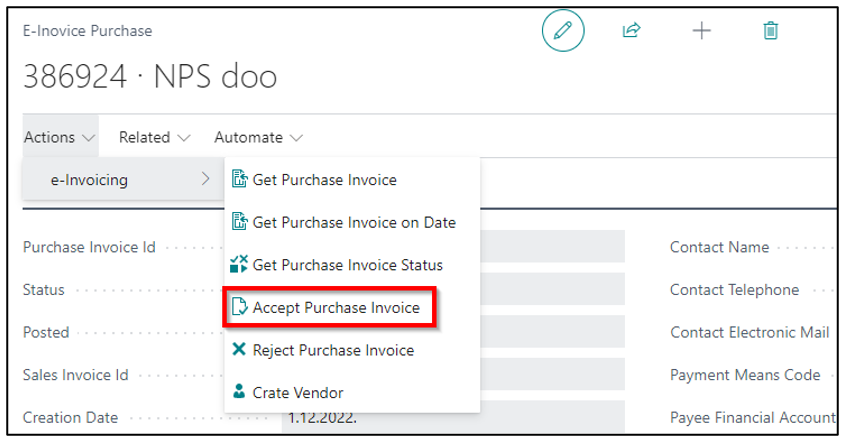 E-Inovice Purchase
386924 · NPS doo
Actions Related Automate
e-Invoicing
Get Purchase Invoice
Get Purchase Invoice on Date
Get Purchase Invoice Status
Accept Purchase Invoice
Reject Purchase Invoice
Crate Vendor
Purchase Invoice Id
Status
Posted
Sales Invoice Id
Creation Date 1.12.2022.
Contact Name
Contact Telephone
Contact Electronic Mail
Payment Means Code
Payee Financial Account